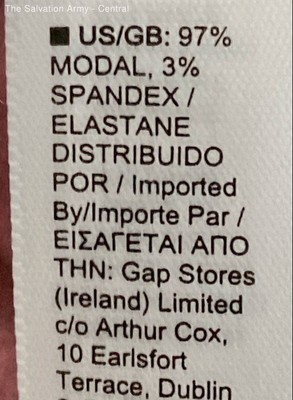 The Salvation Army - Central
US/GB: 97%
MODAL, 3%
SPANDEX /
ELASTANE
DISTRIBUIDO
POR / Imported
By/Importe Par /
ΕΙΣΑΓΕΤΑΙ ΑΠΟ
ΤΗΝ: Gap Stores
(Ireland) Limited
c/o Arthur Cox,
10 Earlsfort
Terrace, Dublin